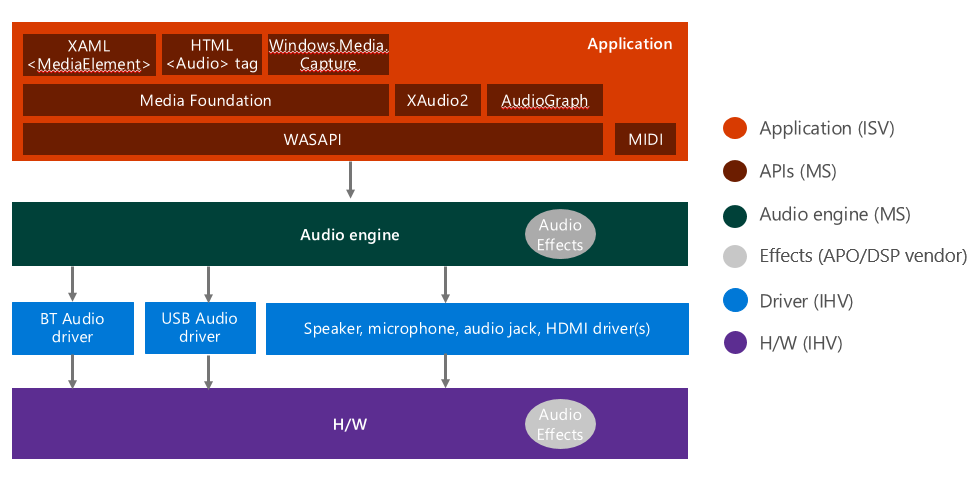 Application
XAML
<MediaElement>
HTML
<Audio> tag
Windows.Media.
Capture
Media Foundation
XAudio2
AudioGraph
WASAPI
MIDI
Audio engine
Audio
Effects
BT Audio
driver
USB Audio
driver
Speaker, microphone, audio jack, HDMI driver(s)
H/W
Audio
Effects
Application (ISV)
APIs (MS)
Audio engine (MS)
Effects (APO/DSP vendor)
Driver (IHV)
H/W (IHV)